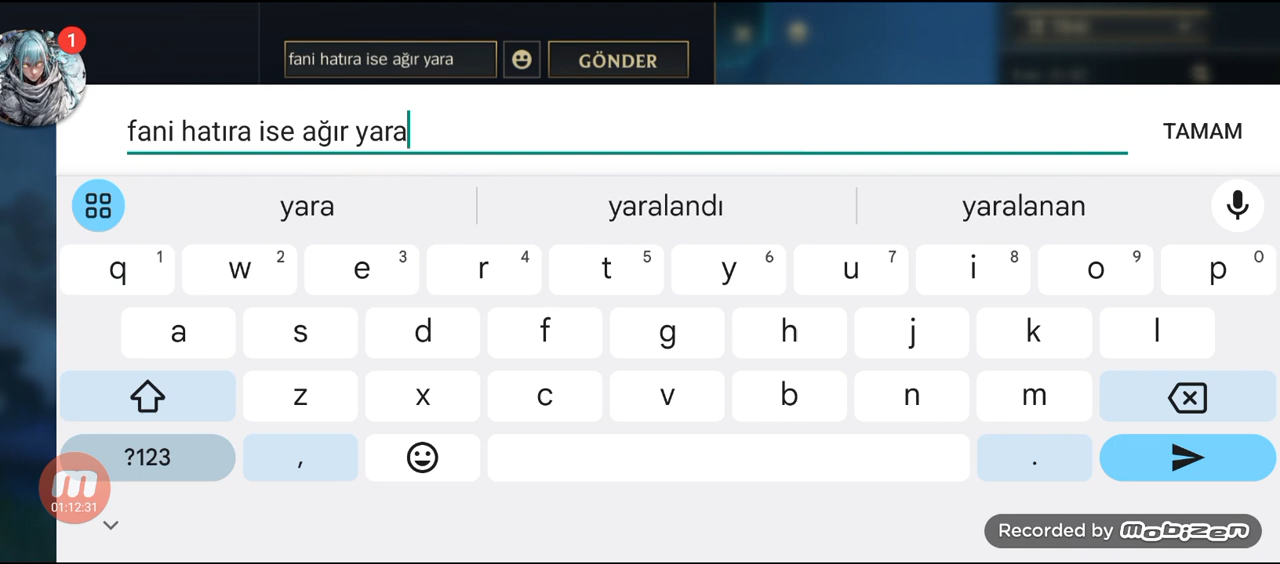 1
fani hatıra ise ağır yara
GÖNDER
fani hatıra ise ağır yara
TAMAM
yara
yaralandı
yaralanan
q 1 w 2 e 3 r 4 t 5 y 6 u 7 i 8 o 9 p 0
a s d f g h j k l
z x c v b n m
?123 , .
01:12:31
Recorded by mobizen